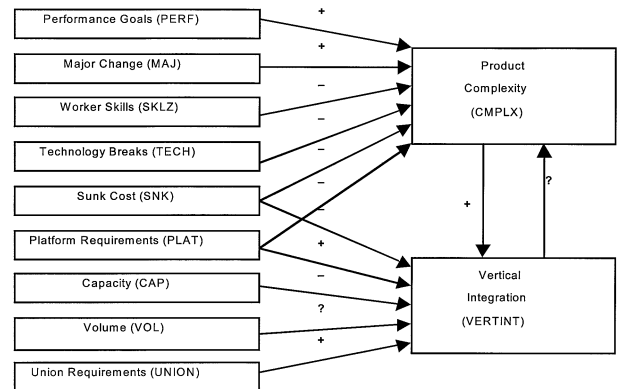 Performance Goals (PERF)
+
+
Major Change (MAJ)
Product
Complexity
(CMPLX)
–
Worker Skills (SKLZ)
–
Technology Breaks (TECH)
–
–
Sunk Cost (SNK)
–
+
?
Platform Requirements (PLAT)
+
–
Capacity (CAP)
Vertical
Integration
(VERTINT)
?
Volume (VOL)
+
Union Requirements (UNION)